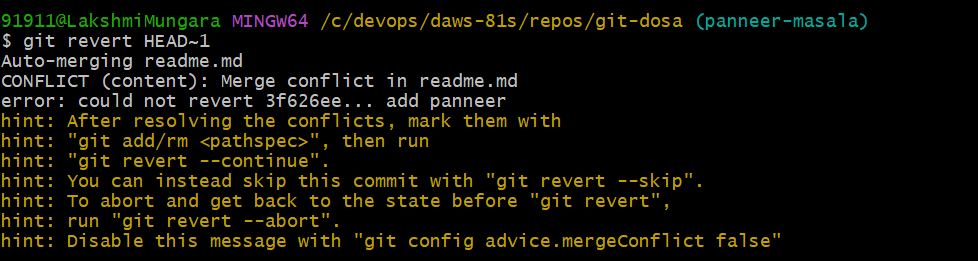 91911@LakshmiMungara MINGW64 /c/devops/daws-81s/repos/git-dosa (panneer-masala)
$ git revert HEAD~1
Auto-merging readme.md
CONFLICT (content): Merge conflict in readme.md
error: could not revert 3f626ee... add panneer
hint: After resolving the conflicts, mark them with
hint: "git add/rm <pathspec>", then run
hint: "git revert --continue".
hint: You can instead skip this commit with "git revert --skip".
hint: To abort and get back to the state before "git revert",
hint: run "git revert --abort".
hint: Disable this message with "git config advice.mergeConflict false"